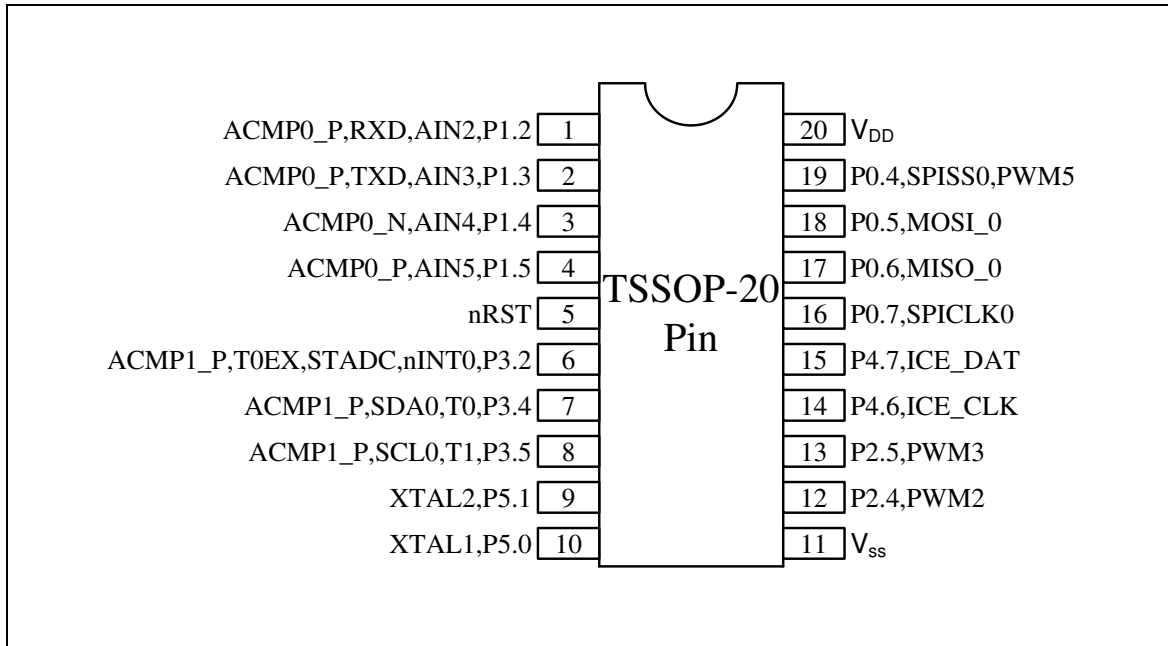 ACMP0_P,RXD,AIN2,P1.2 1
ACMP0_P,TXD,AIN3,P1.3 2
ACMP0_N,AIN4,P1.4 3
ACMP0_P,AIN5,P1.5 4
nRST 5
ACMP1_P,T0EX,STADC,nINT0,P3.2 6
ACMP1_P,SDA0,T0,P3.4 7
ACMP1_P,SCL0,T1,P3.5 8
XTAL2,P5.1 9
XTAL1,P5.0 10
TSSOP-20
Pin
20 VDD
19 P0.4,SPISS0,PWM5
18 P0.5,MOSI_0
17 P0.6,MISO_0
16 P0.7,SPICLK0
15 P4.7,ICE_DAT
14 P4.6,ICE_CLK
13 P2.5,PWM3
12 P2.4,PWM2
11 Vss